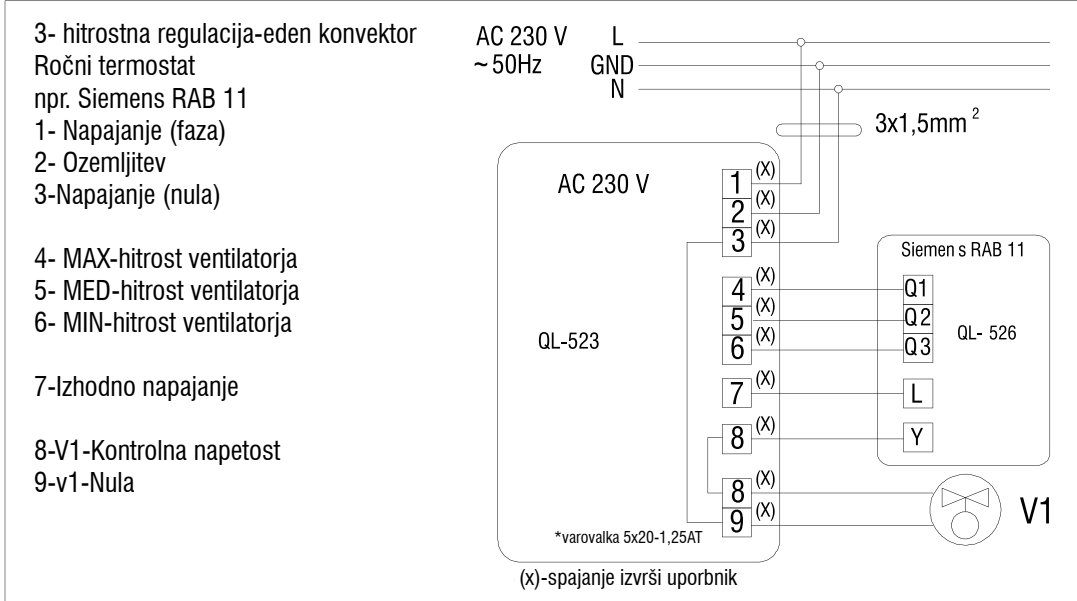 3- hitrostna regulacija-eden konvektor
Ročni termostat
npr. Siemens RAB 11
1- Napajanje (faza)
2- Ozemljitev
3-Napajanje (nula)
4- MAX-hitrost ventilatorja
5- MED-hitrost ventilatorja
6- MIN-hitrost ventilatorja
7-Izhodno napajanje
8-V1-Kontrolna napetost
9-v1-Nula
AC 230 V L
~50Hz GND
N
3x1,5mm 2
AC 230 V
1 (X)
2 (X)
3 (X)
4 (X)
5 (X)
6 (X)
7 (X)
8 (X)
8 (X)
9 (X)
QL-523
*varovalka 5x20-1,25AT
Siemen s RAB 11
Q1
Q2
Q3
QL- 526
L
Y
V1
(x)-spajanje izvrši uporbnik